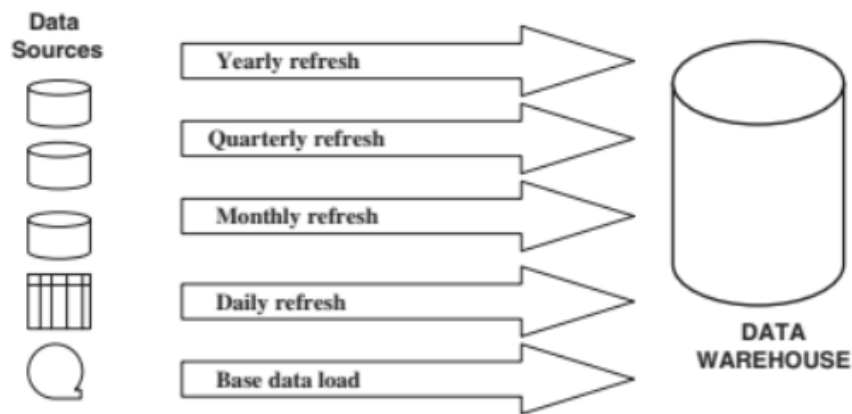 Data
Sources
Yearly refresh
Quarterly refresh
Monthly refresh
Daily refresh
Base data load
DATA
WAREHOUSE